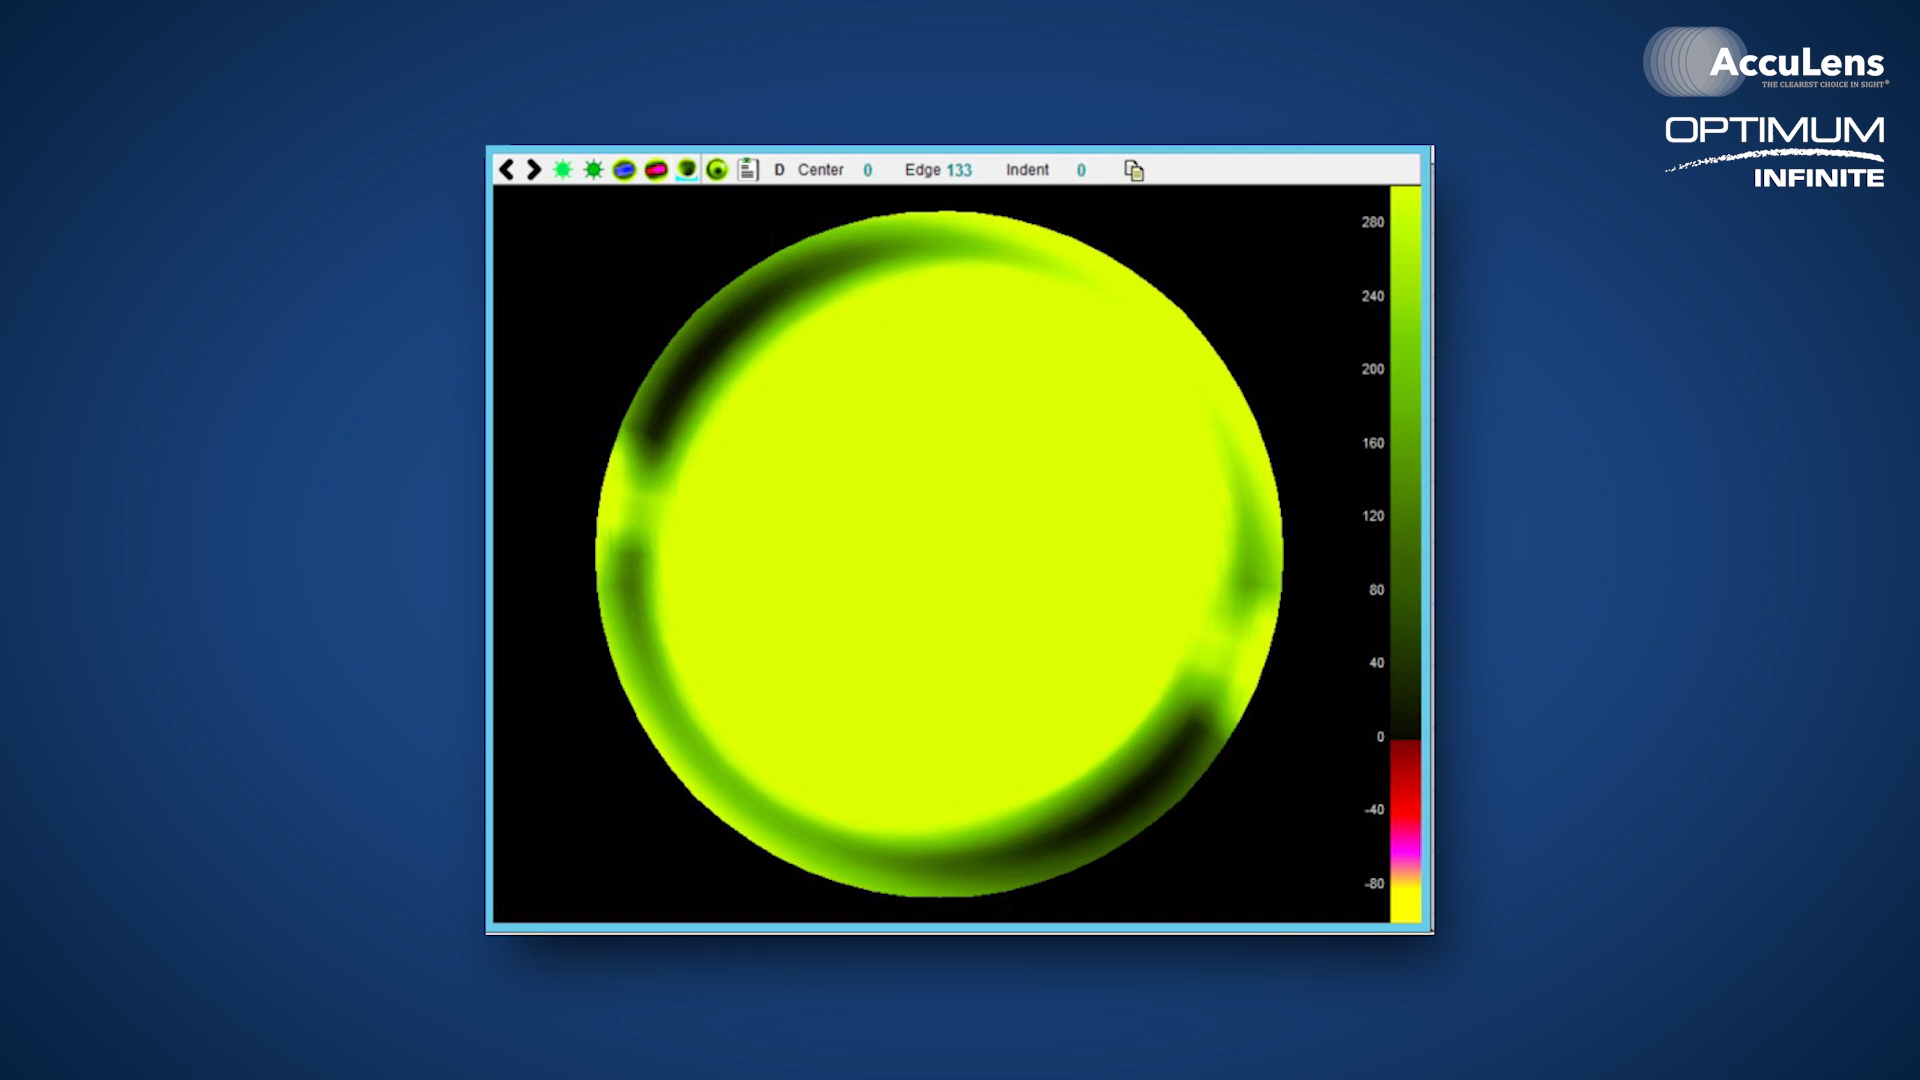 AccuLens
THE CLEAREST CHOICE IN SIGHT®
OPTIMUM
INFINITE
D Center 0 Edge 133 Indent 0
280
240
200
160
120
80
40
0
-40
-80